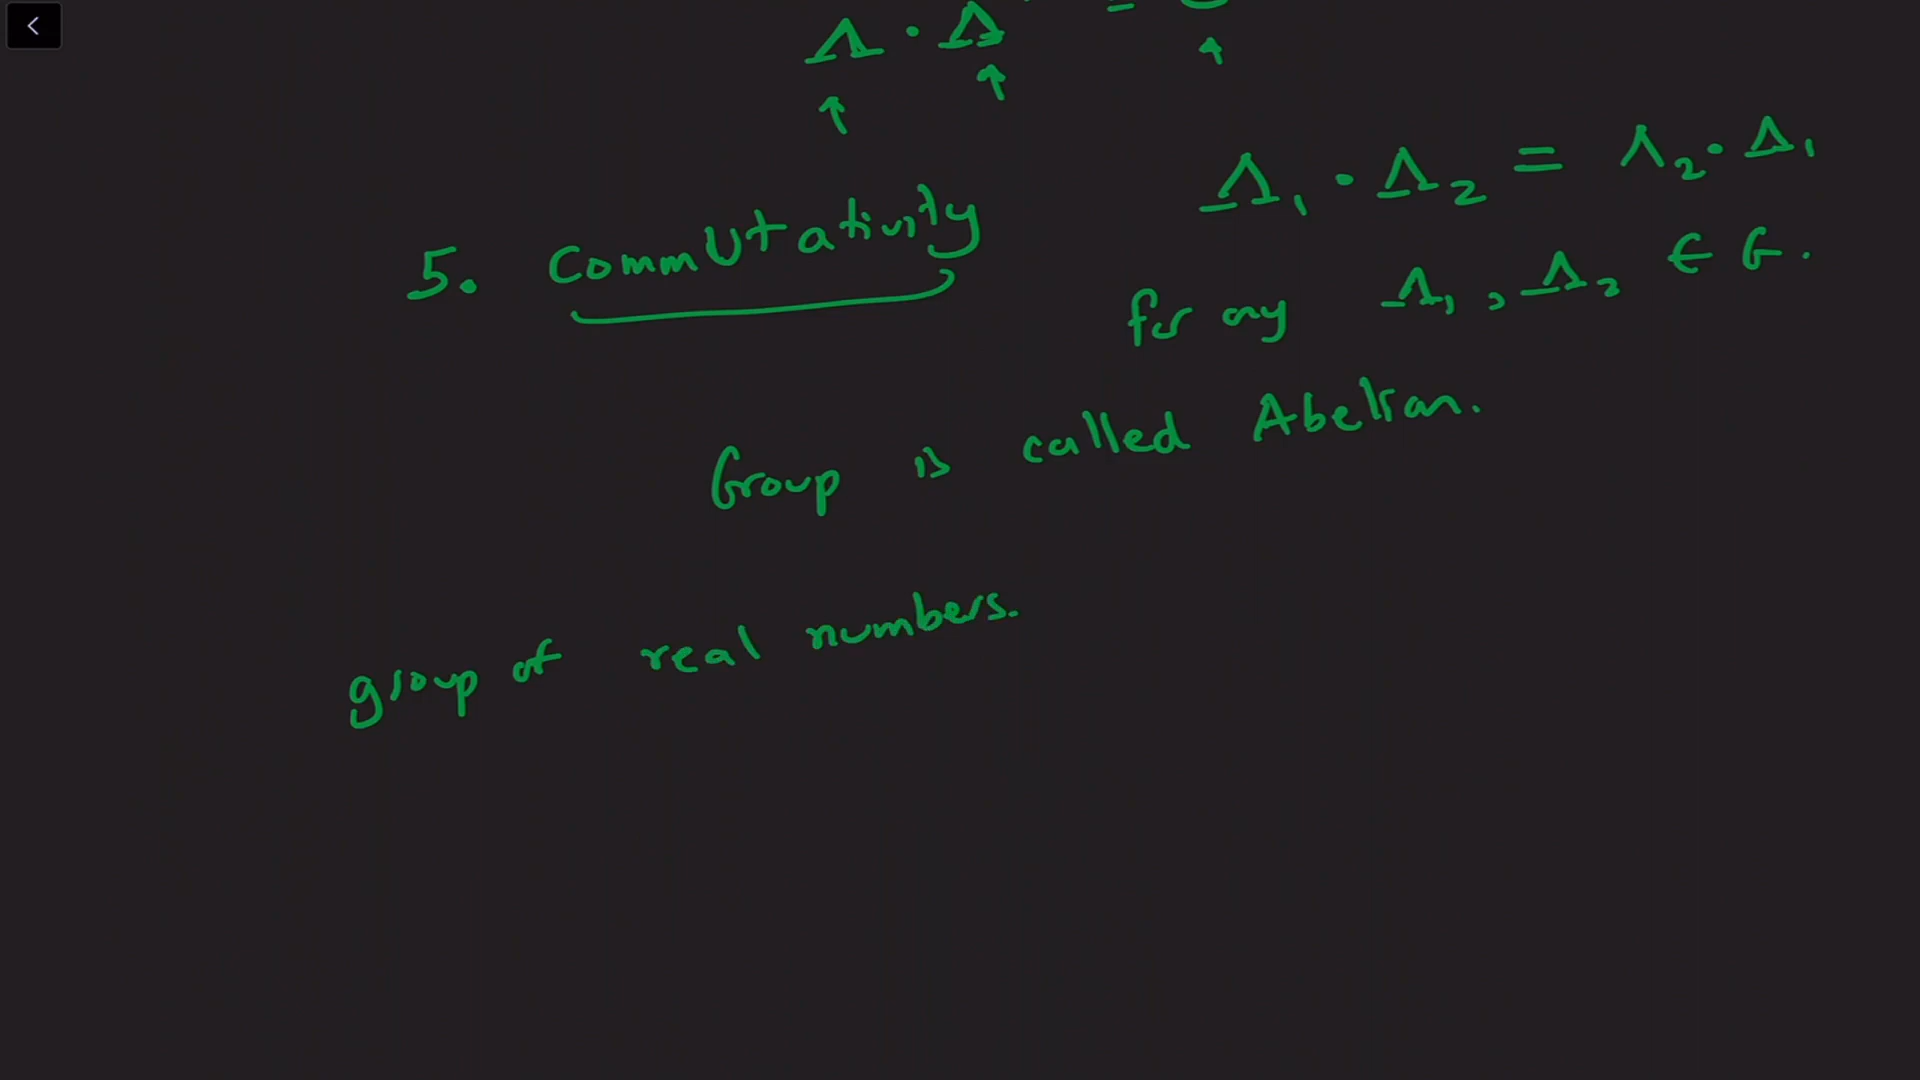 Λ · Λ
5. Commutativity Λ₁ · Λ₂ = Λ₂ · Λ₁
for any Λ₁, Λ₂ ∈ G.
Group is called Abelian.
group of real numbers.